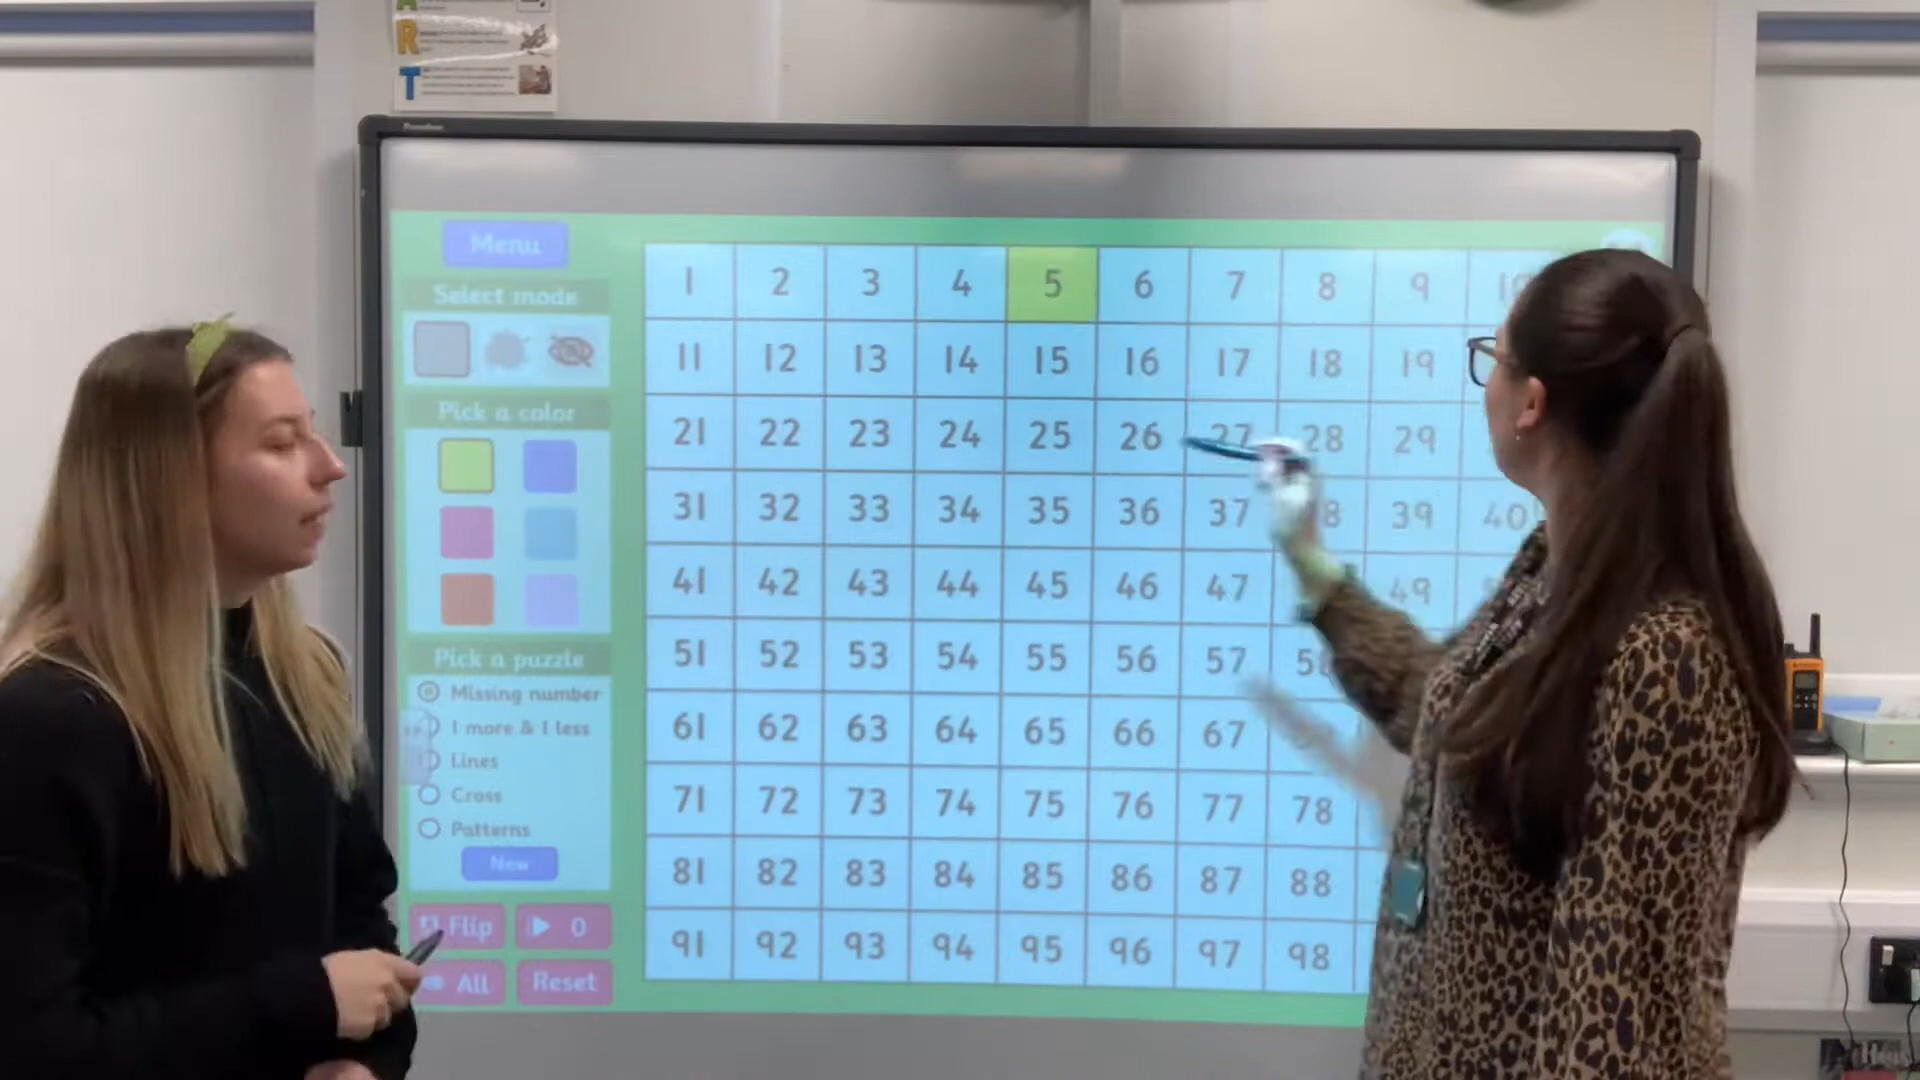 R
T
Menu
Select mode
Pick a color
Pick a puzzle
Missing number
1 more & 1 less
Lines
Cross
Patterns
New
Flip
0
All
Reset
1 2 3 4 5 6 7 8 9
11 12 13 14 15 16 17 18 19
21 22 23 24 25 26 27 28 29
31 32 33 34 35 36 37 39 40
41 42 43 44 45 46 47 49
51 52 53 54 55 56 57
61 62 63 64 65 66 67
71 72 73 74 75 76 77 78
81 82 83 84 85 86 87 88
91 92 93 94 95 96 97 98